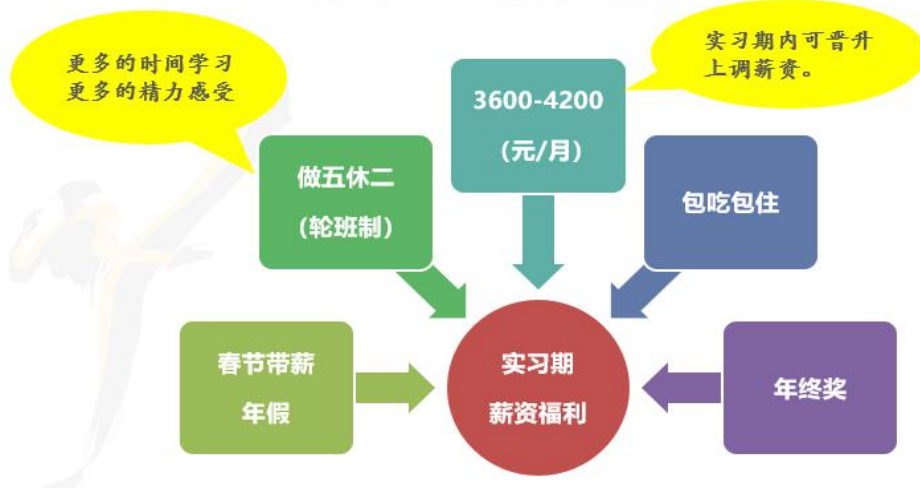 更多的时间学习
更多的精力感受
实习期内可晋升
上调薪资。
3600-4200
(元/月)
做五休二
(轮班制)
包吃包住
春节带薪
年假
实习期
薪资福利
年终奖